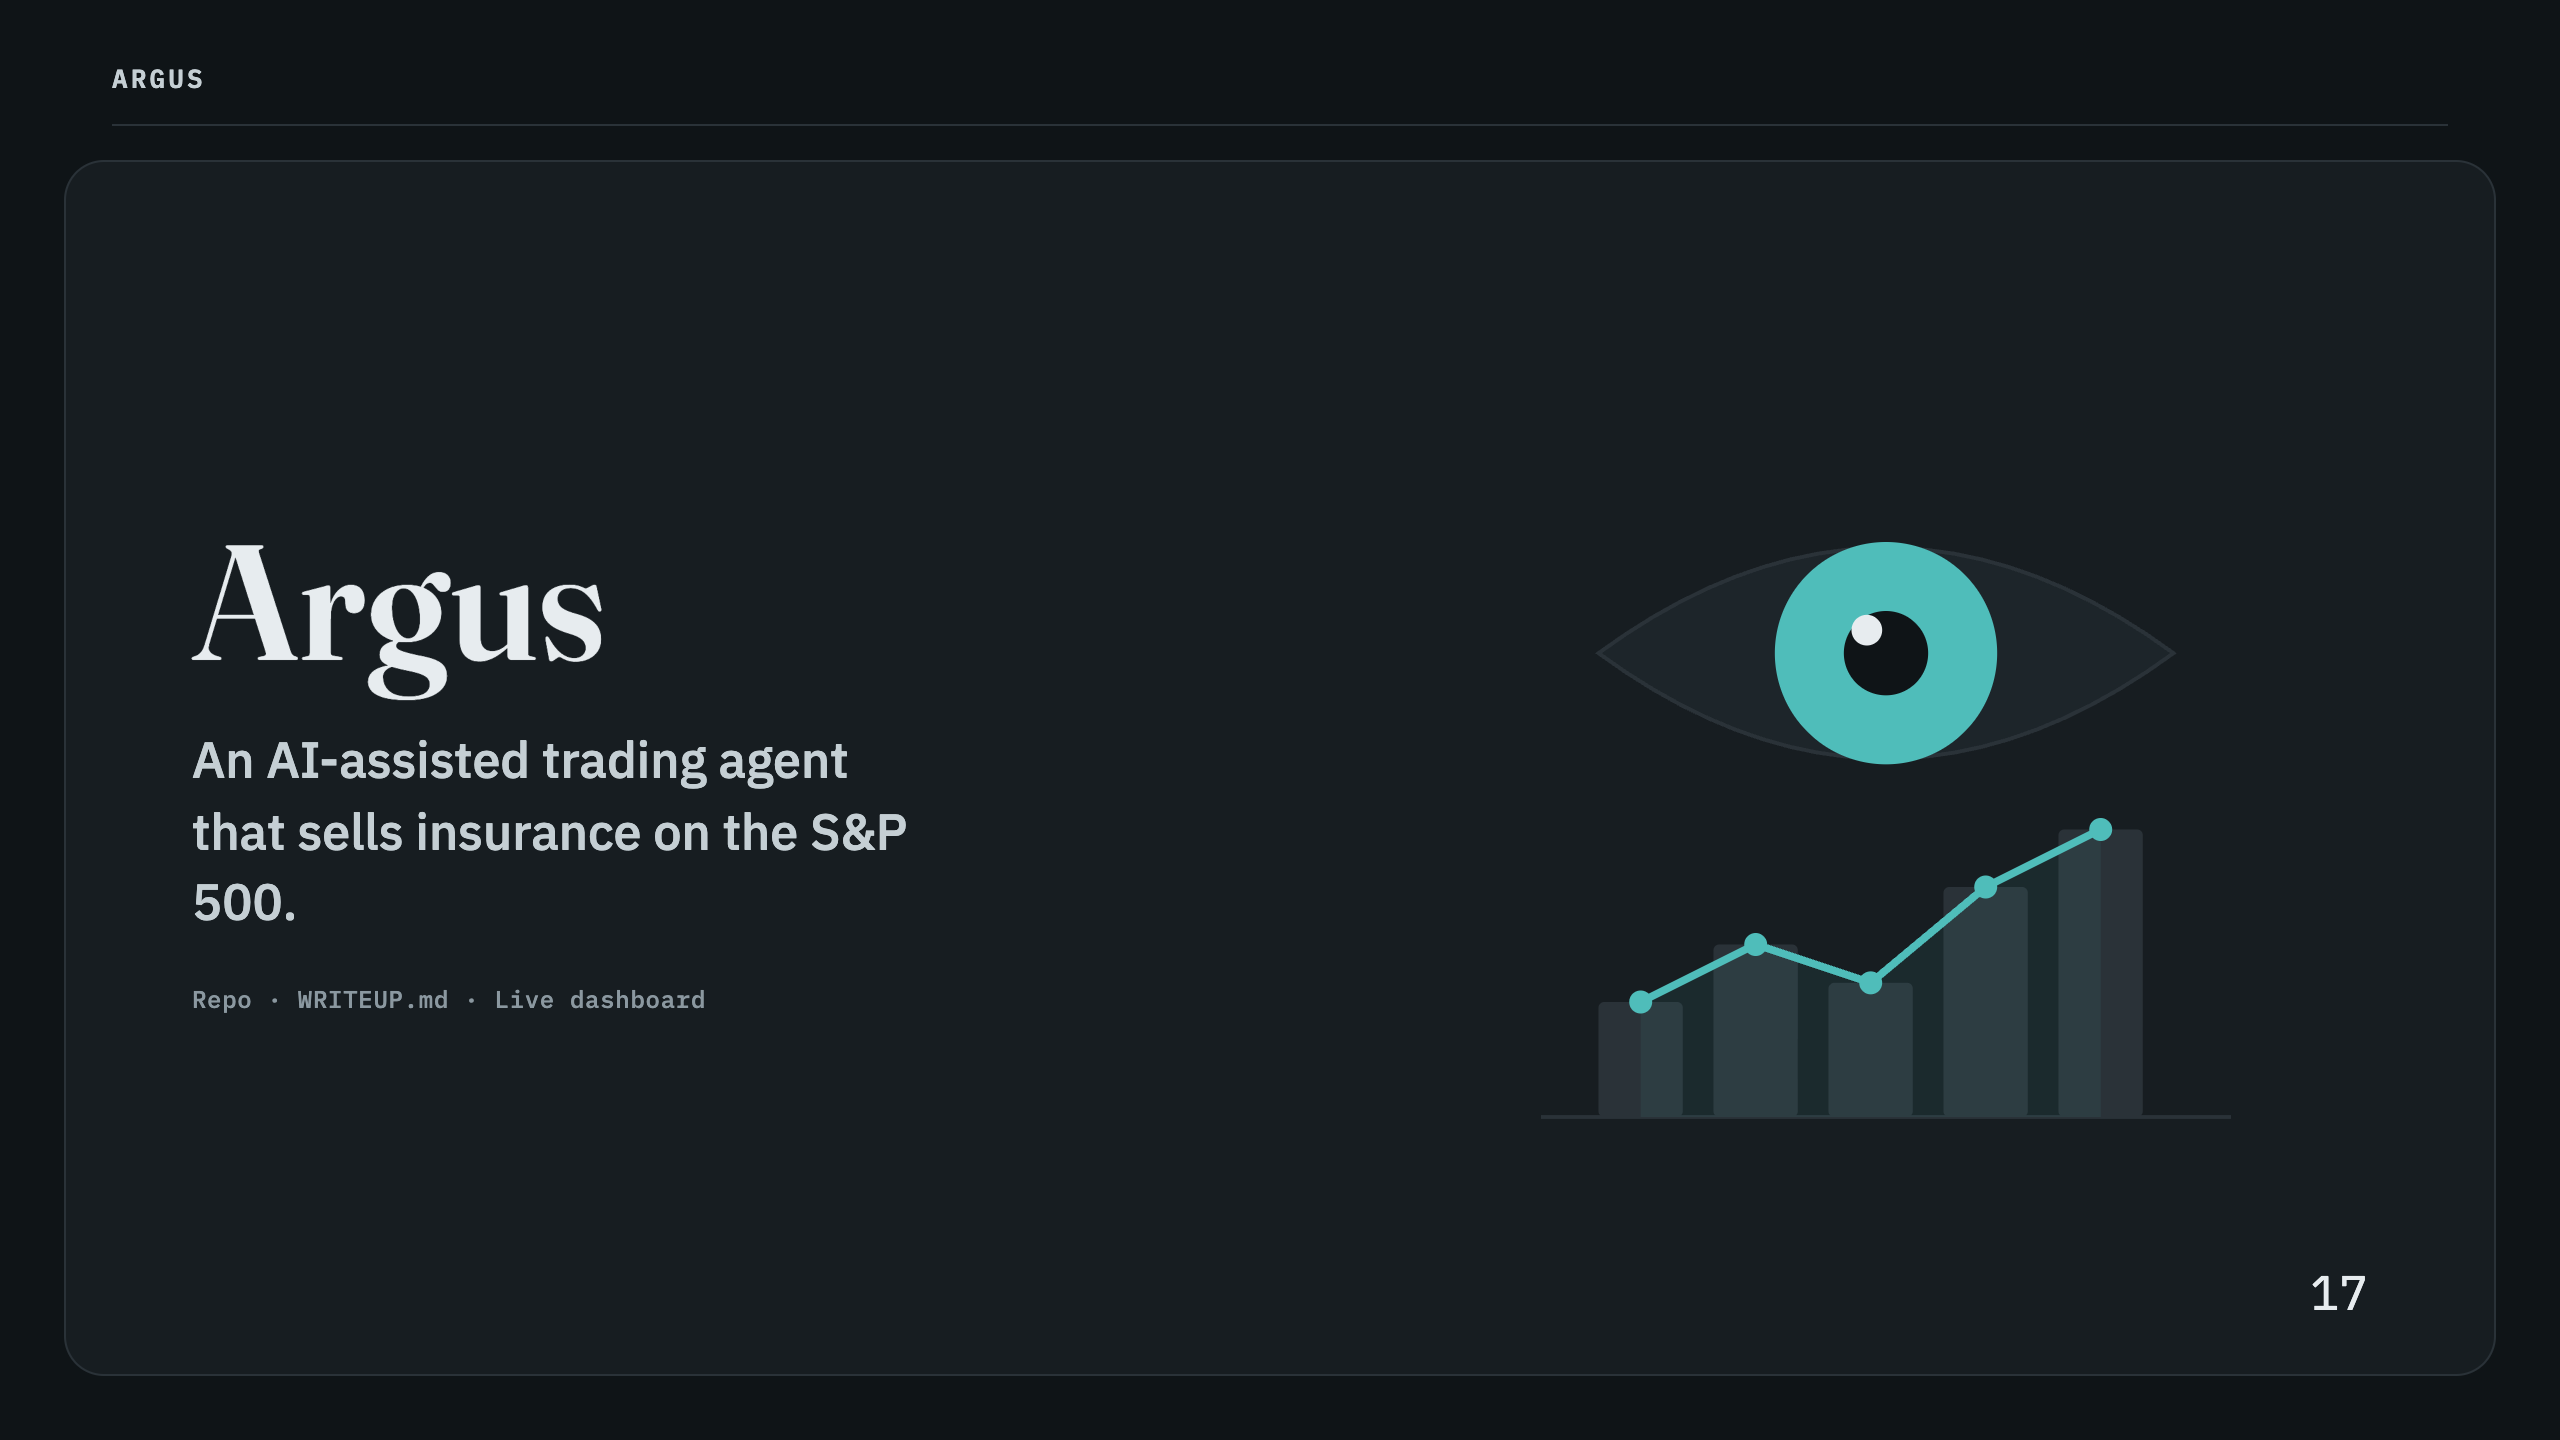 ARGUS
Argus
An AI-assisted trading agent
that sells insurance on the S&P
500.
Repo · WRITEUP.md · Live dashboard
17